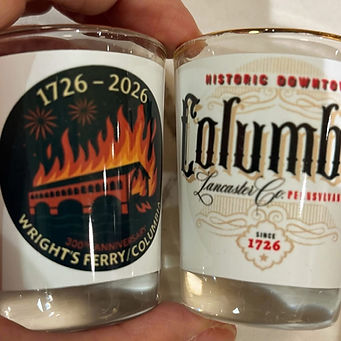 1726 - 2026
300TH ANNIVERSARY
WRIGHT'S FERRY/COLUMBIA
HISTORIC DOWNTOW
Columb
Lancaster Co. PENNSYLVAN
SINCE
1726